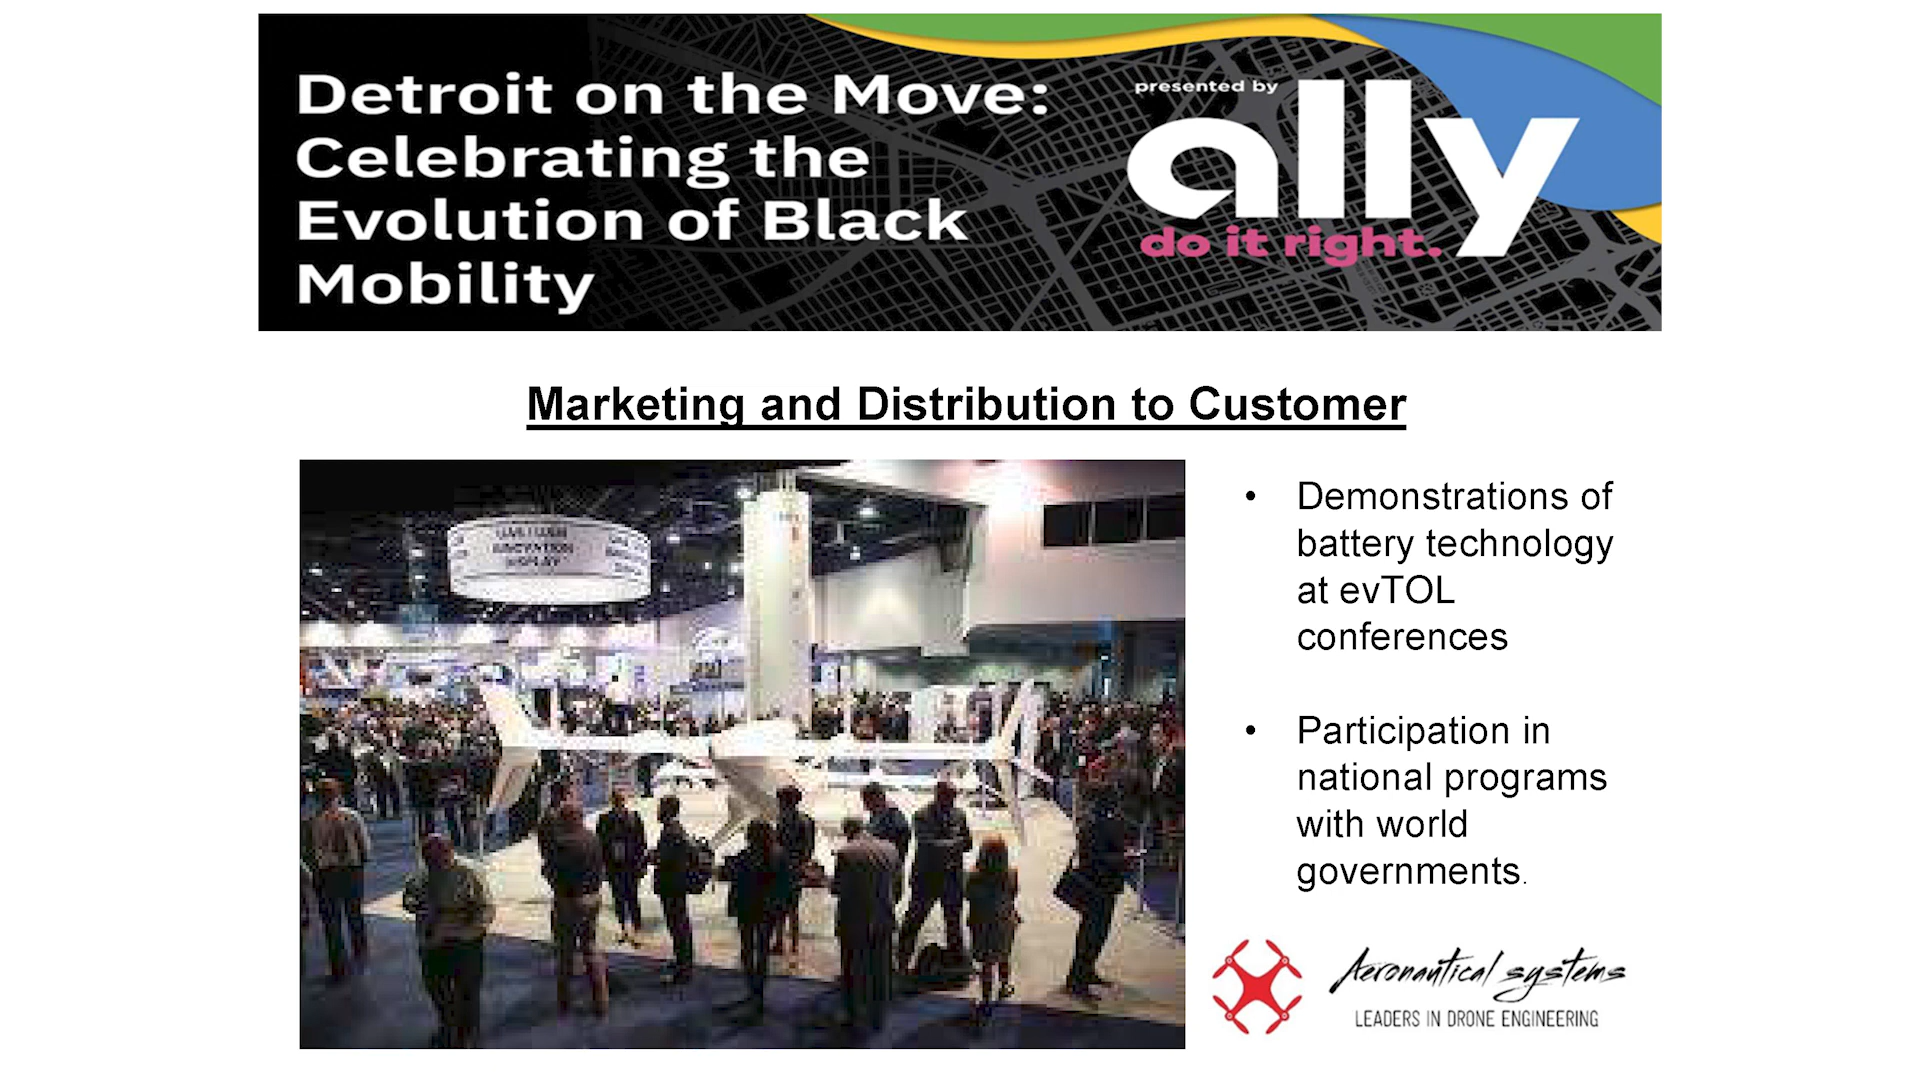 Detroit on the Move:
Celebrating the
Evolution of Black
Mobility
presented by
ally
do it right.
Marketing and Distribution to Customer
DISPLAY
• Demonstrations of
battery technology
at evTOL
conferences
• Participation in
national programs
with world
governments.
Aeronautical systems
LEADERS IN DRONE ENGINEERING